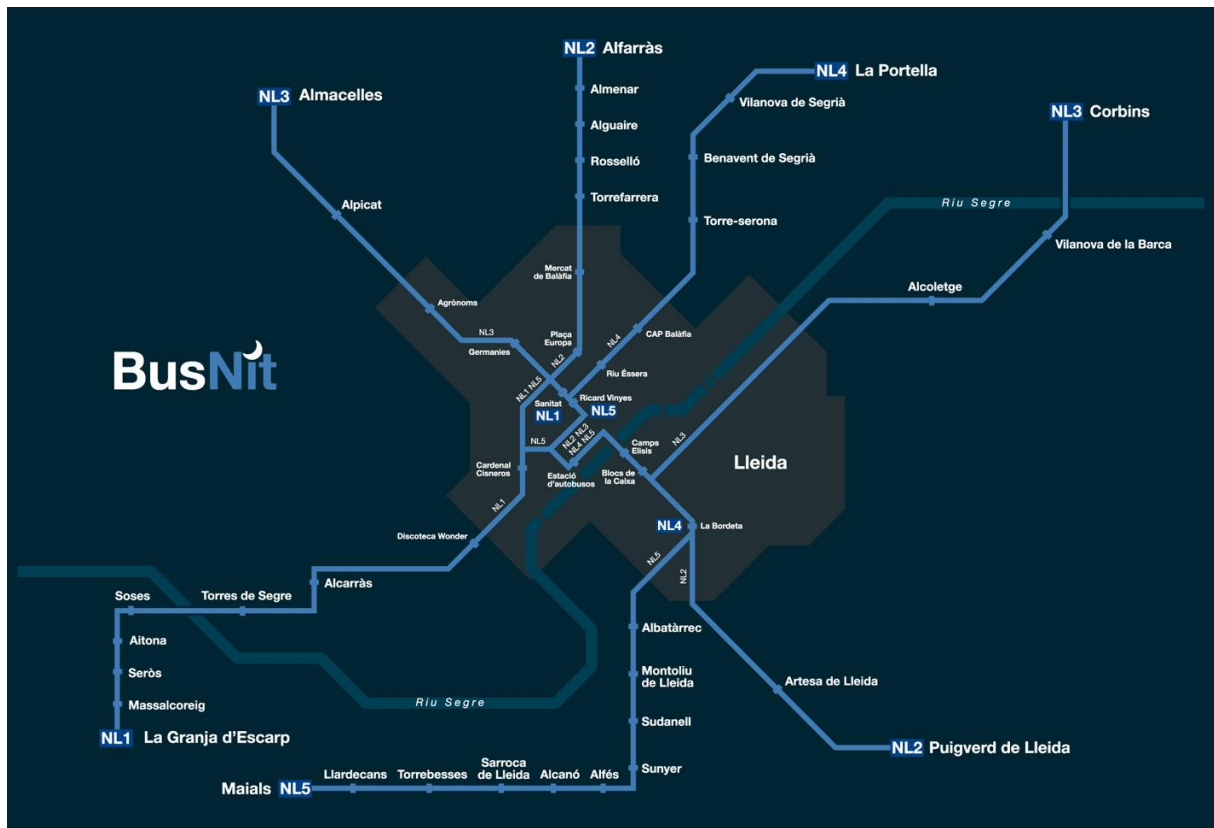 NL2 Alfarràs
NL4 La Portella
NL3 Almacelles
Almenar
Vilanova de Segrià
NL3 Corbins
Alguaire
Rosselló
Benavent de Segrià
Torrefarrera
Alpicat
Riu Segre
Torre-serona
Vilanova de la Barca
Mercat
de Balàfia
Alcoletge
Agrònoms
NL3
Germanies
Plaça
Europa
NL4
CAP Balàfia
BusNit
NL2
Riu Éssera
NL1 NL5
Sanitat
Ricard Vinyes
NL1
NL5
NL5
NL2 NL3
NL4 NL5
NL3
Camps
Elisis
Cardenal
Cisneros
Estació
d'autobusos
Blocs de
la Caixa
Lleida
NL1
NL4
La Bordeta
Discoteca Wonder
NL5
NL2
Alcarràs
Soses
Torres de Segre
Albatàrrec
Aitona
Seròs
Montoliu
de Lleida
Artesa de Lleida
Massalcoreig
Riu Segre
Sudanell
NL1 La Granja d'Escarp
NL2 Puigverd de Lleida
Sunyer
Maials NL5
Llardecans
Torrebesses
Sarroca
de Lleida
Alcanó
Alfés